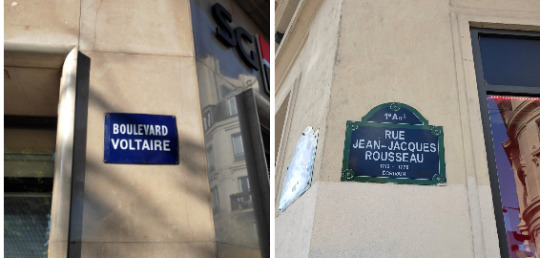 BOULEVARD
VOLTAIRE
1er Arrt
RUE
JEAN-JACQUES
ROUSSEAU
1712 - 1778
ÉCRIVAIN